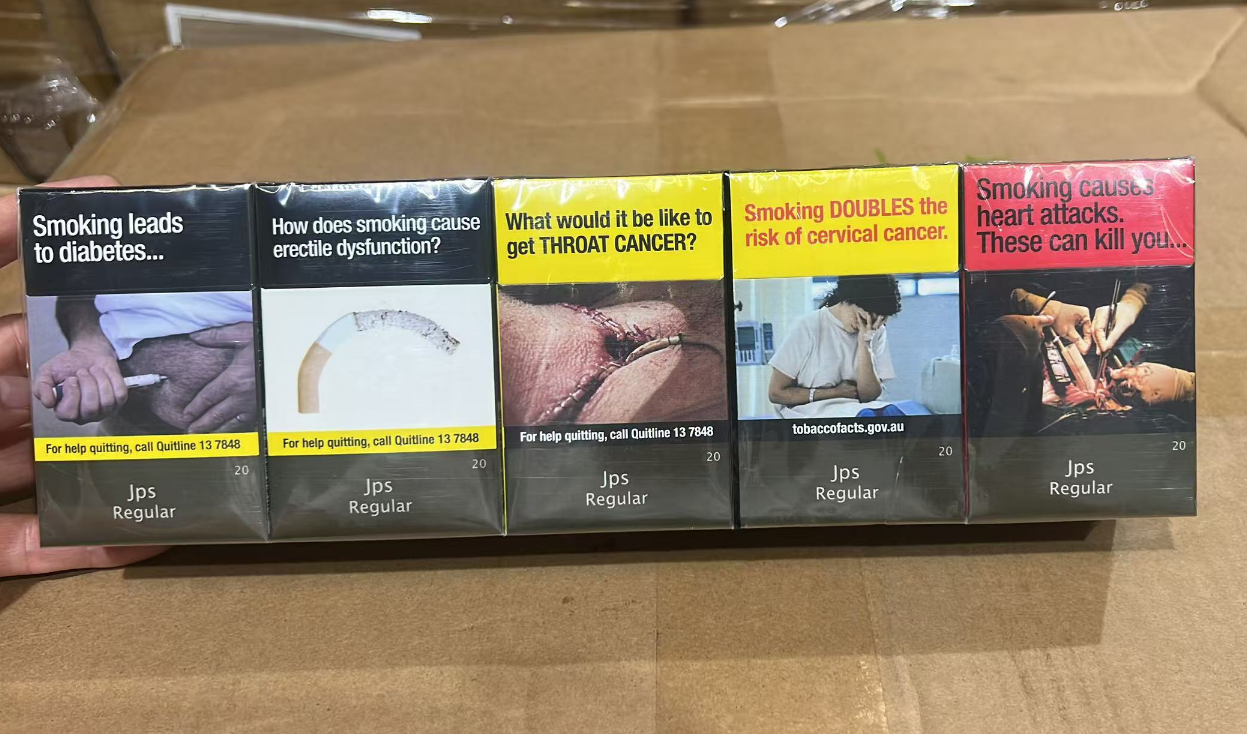 Smoking leads
to diabetes...
For help quitting, call Quitline 13 7848
20
Jps
Regular
How does smoking cause
erectile dysfunction?
For help quitting, call Quitline 13 7848
20
Jps
Regular
What would it be like to
get THROAT CANCER?
For help quitting, call Quitline 13 7848
20
Jps
Regular
Smoking DOUBLES the
risk of cervical cancer.
tobaccofacts.gov.au
20
Jps
Regular
Smoking causes
heart attacks.
These can kill you...
20
Jps
Regular